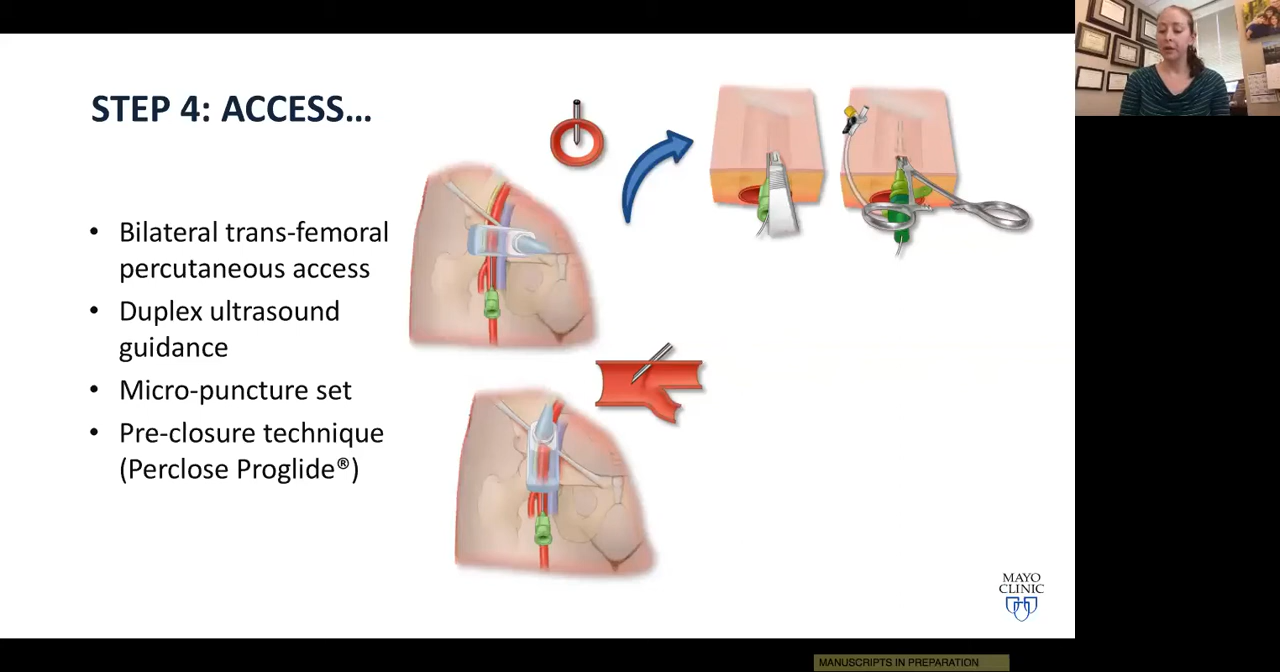 STEP 4: ACCESS…
• Bilateral trans-femoral
percutaneous access
• Duplex ultrasound
guidance
• Micro-puncture set
• Pre-closure technique
(Perclose Proglide®)
MAYO
CLINIC
MANUSCRIPTS IN PREPARATION